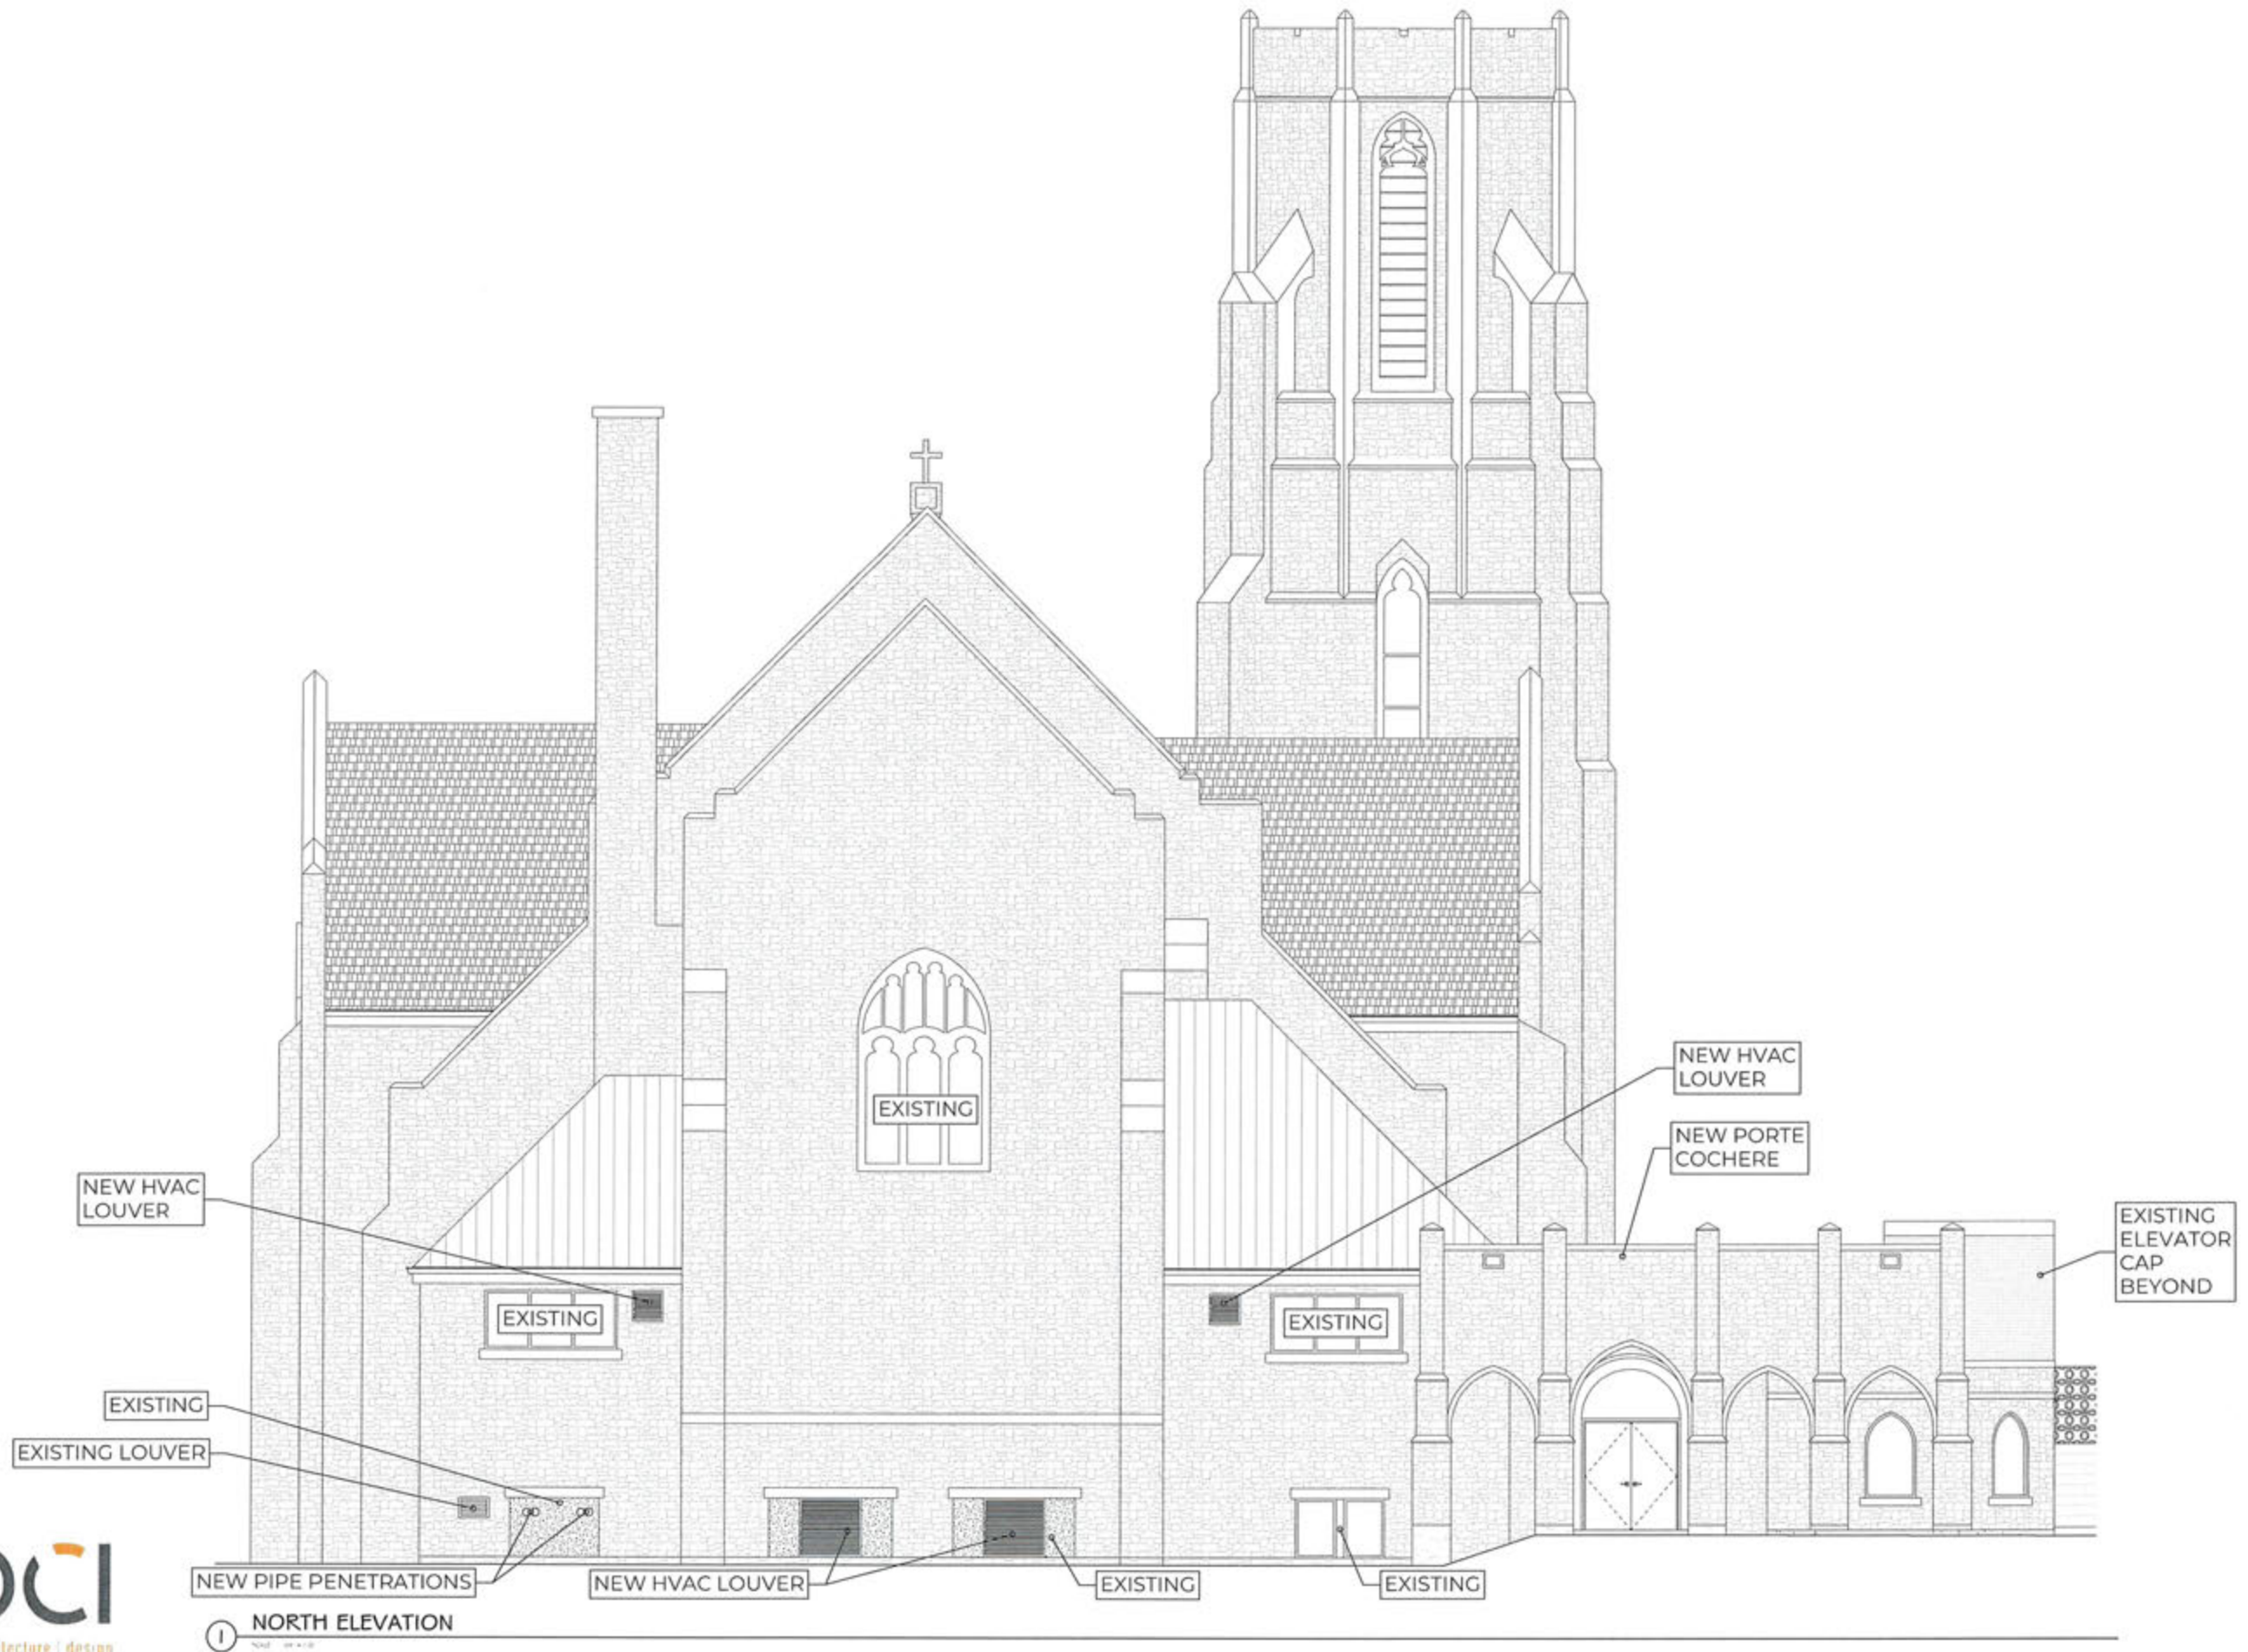 EXISTING
NEW HVAC
LOUVER
NEW PORTE
COCHERE
NEW HVAC
LOUVER
EXISTING
ELEVATOR
CAP
BEYOND
EXISTING
EXISTING
EXISTING
EXISTING LOUVER
NEW PIPE PENETRATIONS
NEW HVAC LOUVER
EXISTING
EXISTING
1
NORTH ELEVATION
design